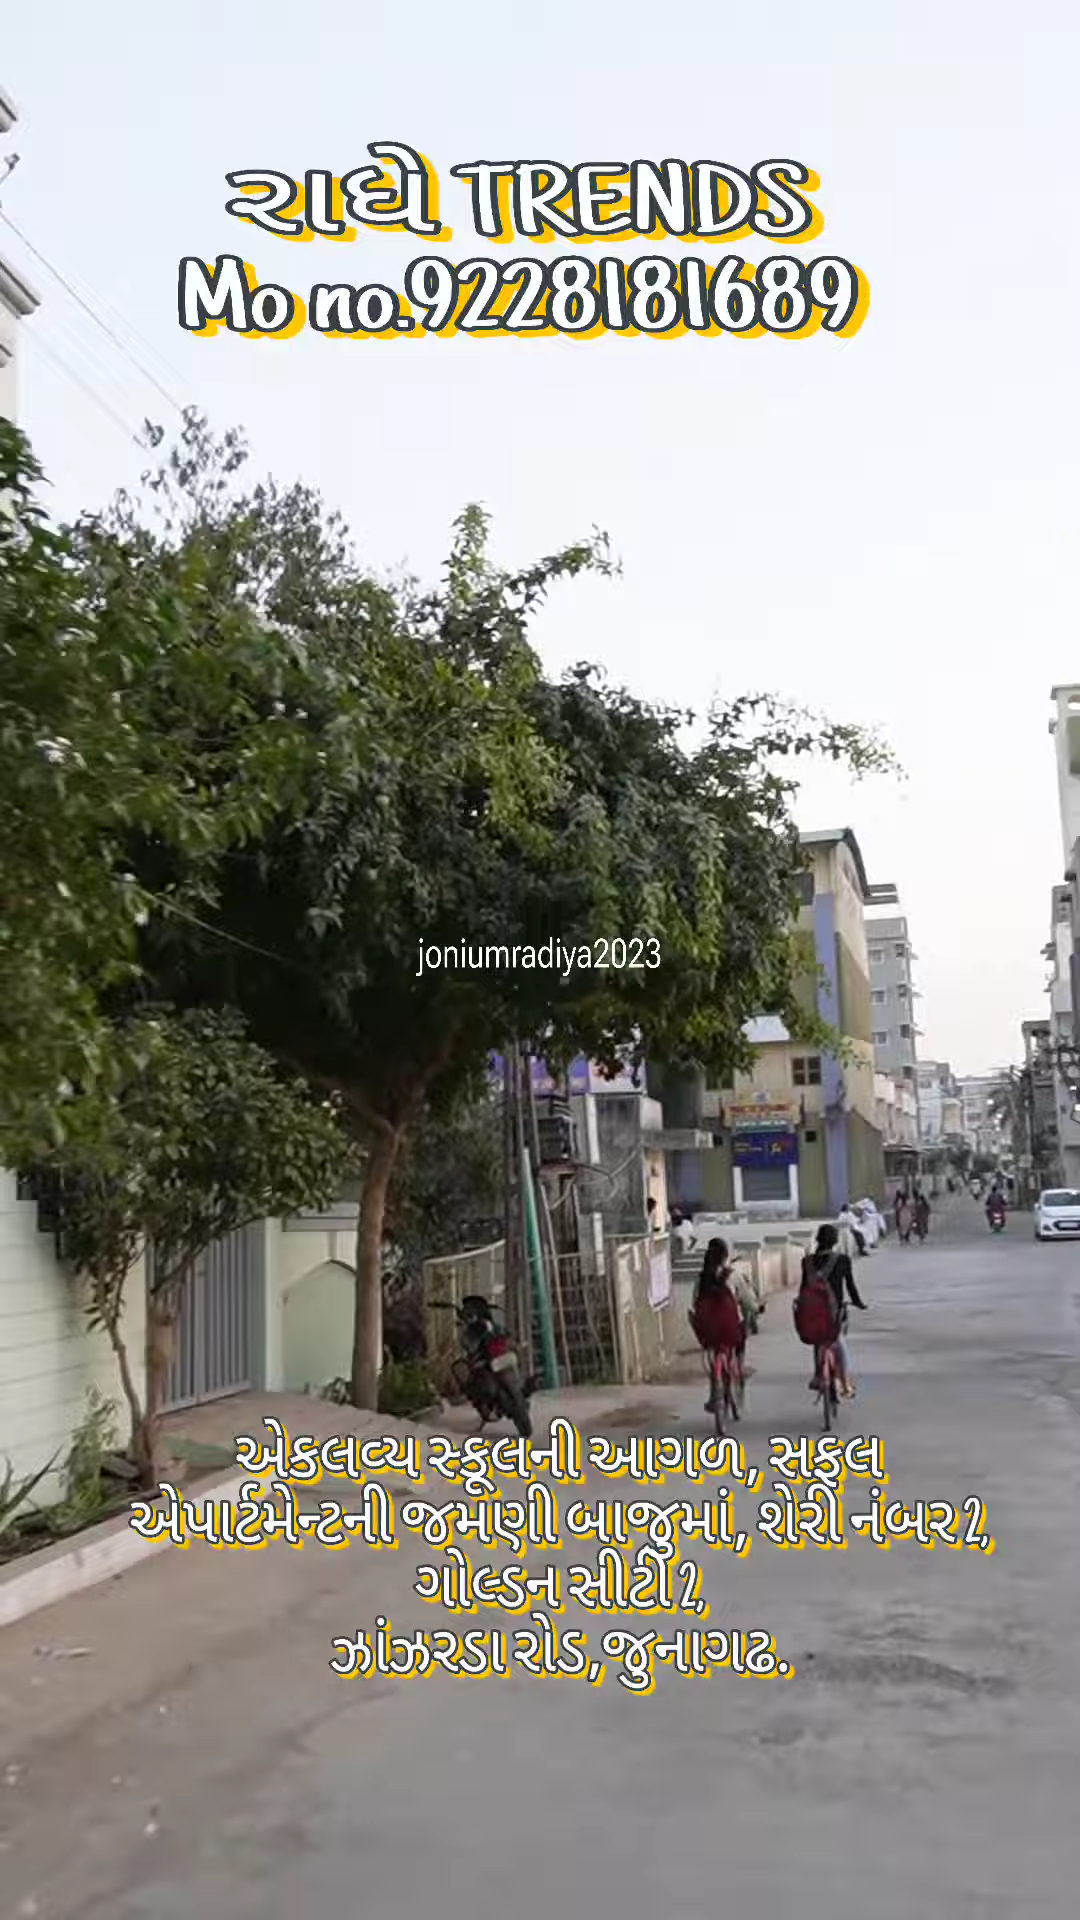 રાધે TRENDS
Mo no.9228181689
joniumradiya2023
એકલવ્ય સ્કૂલની આગળ, સફલ
એપાર્ટમેન્ટની જમણી બાજુમાં, શેરી નંબર 2,
ગોલ્ડન સીટી 2,
ઝાંઝરડા રોડ, જુનાગઢ.